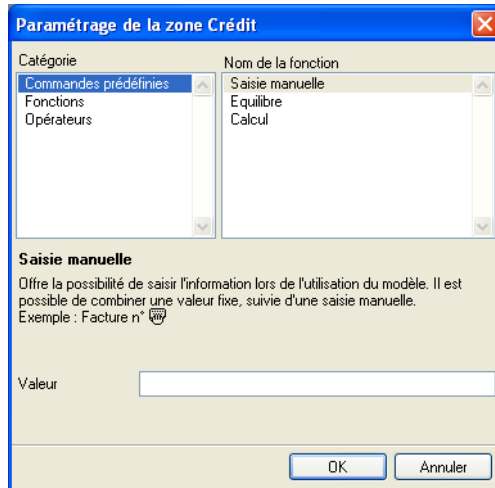 Paramétrage de la zone Crédit
Catégorie
Nom de la fonction
Commandes prédéfinies
Fonctions
Opérateurs
Saisie manuelle
Equilibre
Calcul
Saisie manuelle
Offre la possibilité de saisir l'information lors de l'utilisation du modèle. Il est
possible de combiner une valeur fixe, suivie d'une saisie manuelle.
Exemple : Facture n°
Valeur
OK
Annuler